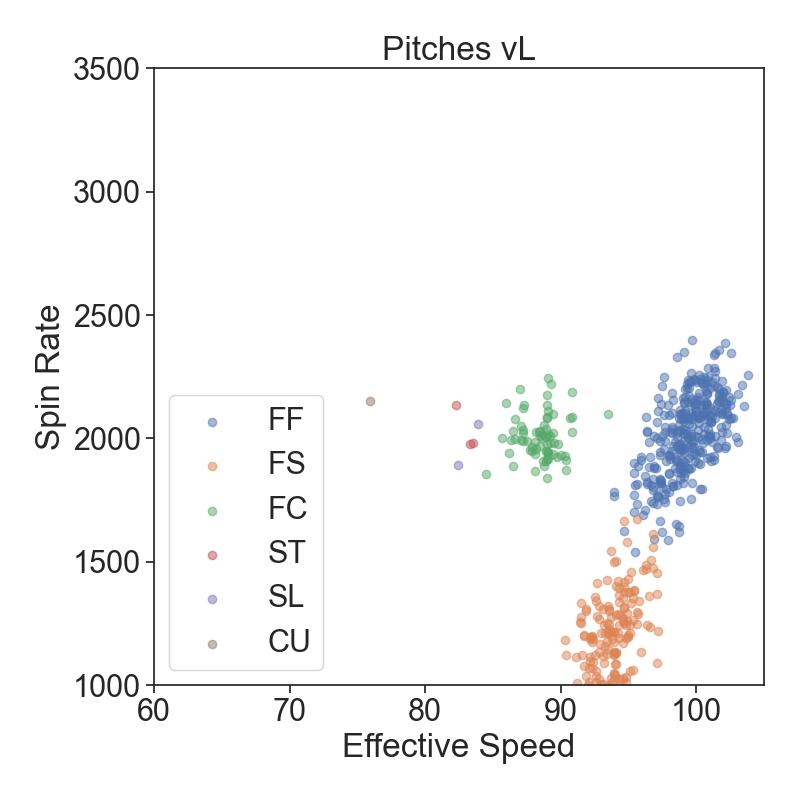 Pitches vL
3500
3000
2500
2000
1500
1000
Spin Rate
FF
FS
FC
ST
SL
CU
60 70 80 90 100
Effective Speed